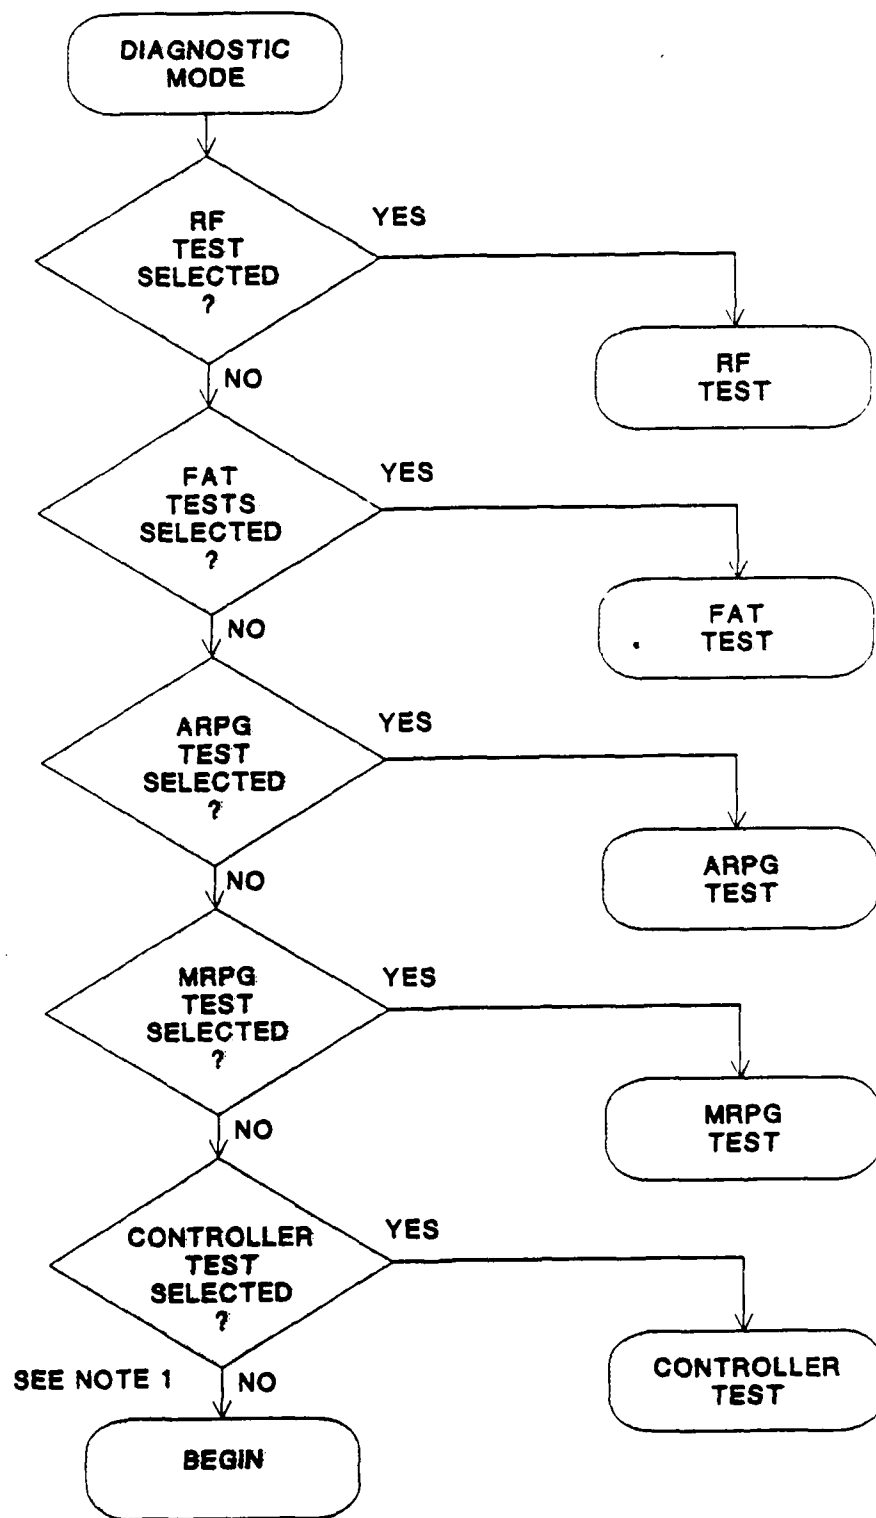 DIAGNOSTIC
MODE
RF
TEST
SELECTED
?
YES
RF
TEST
NO
FAT
TESTS
SELECTED
?
YES
FAT
TEST
NO
ARPG
TEST
SELECTED
?
YES
ARPG
TEST
NO
MRPG
TEST
SELECTED
?
YES
MRPG
TEST
NO
CONTROLLER
TEST
SELECTED
?
YES
CONTROLLER
TEST
SEE NOTE 1
NO
BEGIN